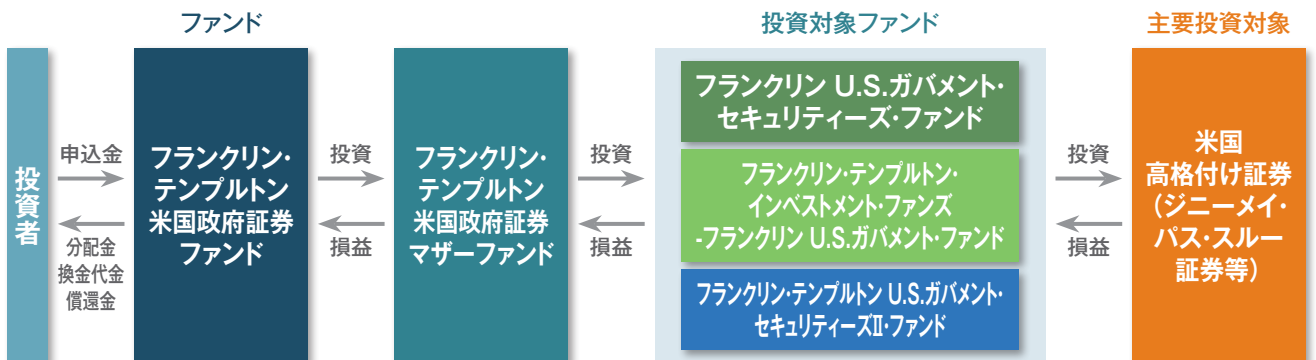 ファンド
投資対象ファンド
主要投資対象
投資者
申込金
分配金
換金代金
償還金
フランクリン・
テンプルトン
米国政府証券
ファンド
投資
損益
フランクリン・
テンプルトン
米国政府証券
マザーファンド
投資
損益
フランクリン U.S.ガバメント・
セキュリティーズ・ファンド
フランクリン・テンプルトン・
インベストメント・ファンズ
-フランクリン U.S.ガバメント・ファンド
フランクリン・テンプルトン U.S.ガバメント・
セキュリティーズⅡ・ファンド
投資
損益
米国
高格付け証券
(ジニーメイ・
パス・スルー
証券等)